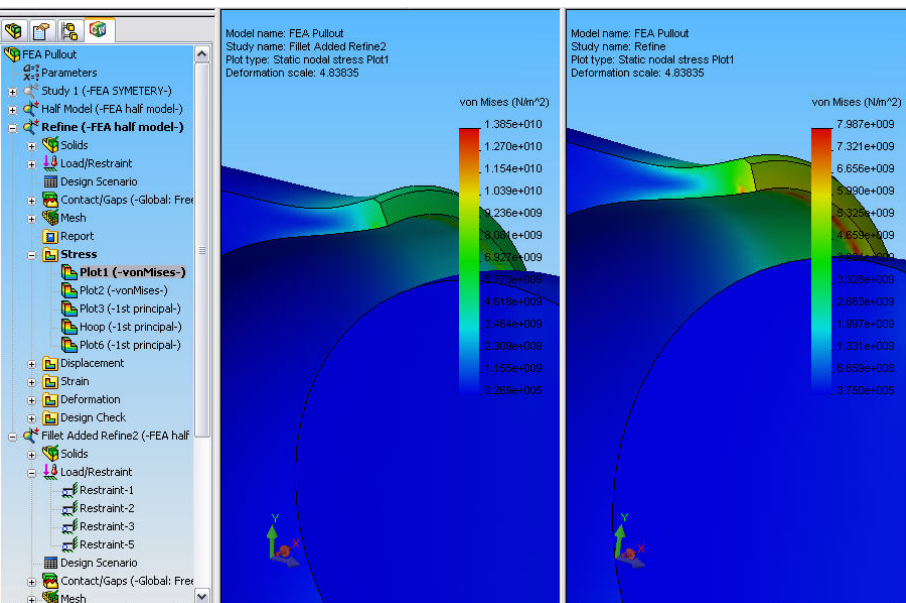 FEA Pullout
Parameters
Study 1 (-FEA SYMETERY-)
Half Model (-FEA half model-)
Refine (-FEA half model-)
Solids
Load/Restraint
Design Scenario
Contact/Gaps (-Global: Free
Mesh
Report
Stress
Plot1 (-vonMises-)
Plot2 (-vonMises-)
Plot3 (-1st principal-)
Hoop (-1st principal-)
Plot6 (-1st principal-)
Displacement
Strain
Deformation
Design Check
Fillet Added Refine2 (-FEA half
Solids
Load/Restraint
Restraint-1
Restraint-2
Restraint-3
Restraint-5
Design Scenario
Contact/Gaps (-Global: Free
Mesh
Model name: FEA Pullout
Study name: Fillet Added Refine2
Plot type: Static nodal stress Plot1
Deformation scale: 4.83835
von Mises (N/m^2)
1.385e+010
1.270e+010
1.154e+010
1.039e+010
9.236e+009
8.081e+009
6.927e+009
4.618e+009
3.464e+009
2.309e+009
1.155e+009
3.269e+005
Y
X
Model name: FEA Pullout
Study name: Refine
Plot type: Static nodal stress Plot1
Deformation scale: 4.83835
von Mises (N/m^2)
7.987e+009
7.321e+009
6.656e+009
5.990e+009
5.325e+009
4.659e+009
3.328e+009
2.663e+009
1.997e+009
1.331e+009
Y
X